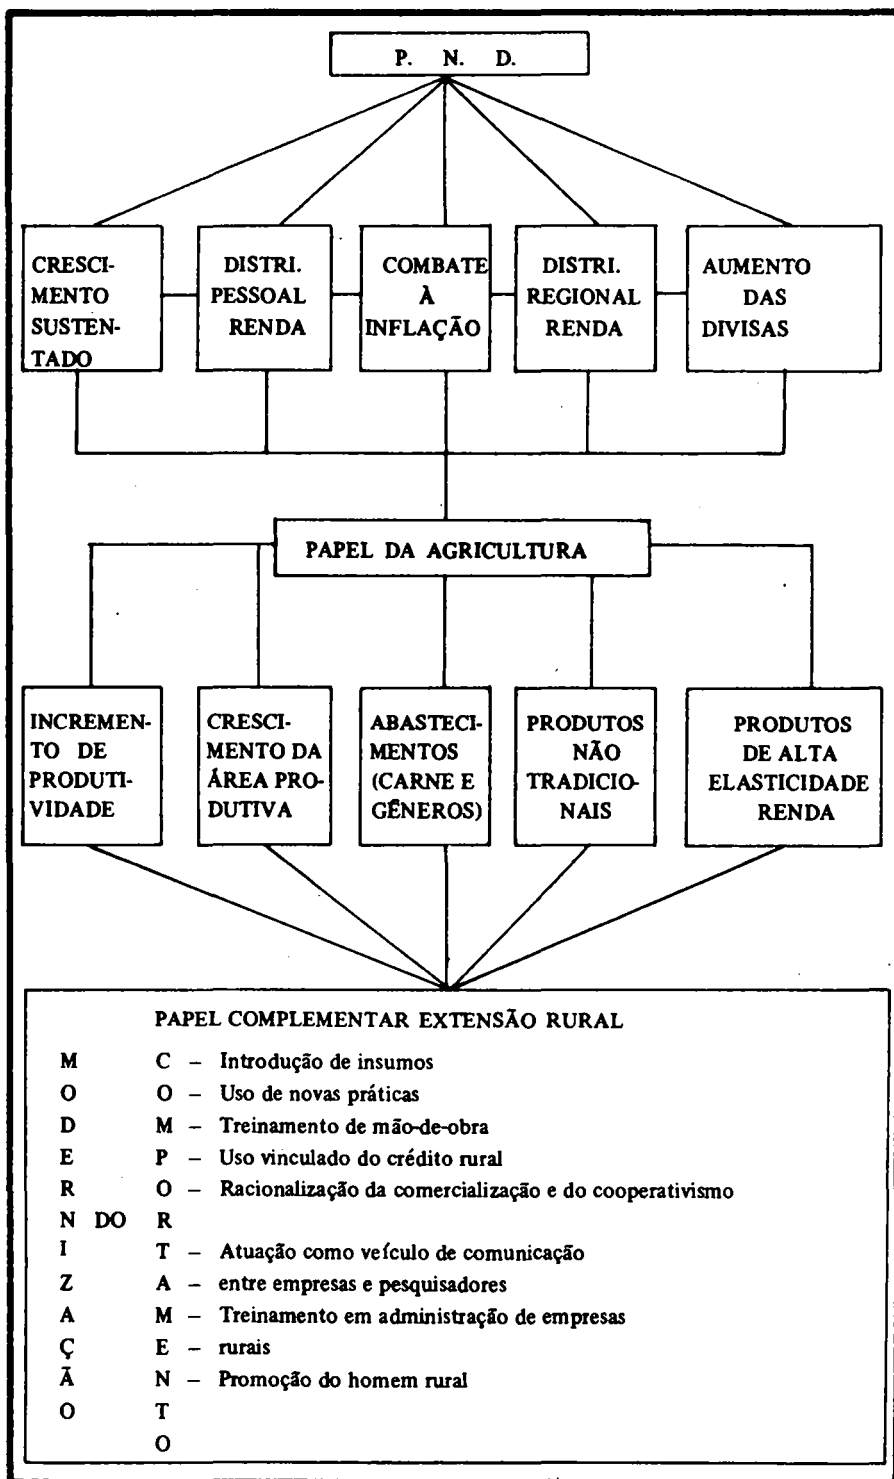 P. N. D.
CRESCI-
MENTO
SUSTEN-
TADO
DISTRI.
PESSOAL
RENDA
COMBATE
À
INFLAÇÃO
DISTRI.
REGIONAL
RENDA
AUMENTO
DAS
DIVISAS
PAPEL DA AGRICULTURA
INCREMEN-
TO DE
PRODUTI-
VIDADE
CRESCI-
MENTO DA
ÁREA PRO-
DUTIVA
ABASTECI-
MENTOS
(CARNE E
GÊNEROS)
PRODUTOS
NÃO
TRADICIO-
NAIS
PRODUTOS
DE ALTA
ELASTICIDADE
RENDA
PAPEL COMPLEMENTAR EXTENSÃO RURAL
M C – Introdução de insumos
O O – Uso de novas práticas
D M – Treinamento de mão-de-obra
E P – Uso vinculado do crédito rural
R O – Racionalização da comercialização e do cooperativismo
N DO R
I T – Atuação como veículo de comunicação
Z A – entre empresas e pesquisadores
A M – Treinamento em administração de empresas
Ç E – rurais
Ã N – Promoção do homem rural
O T
O